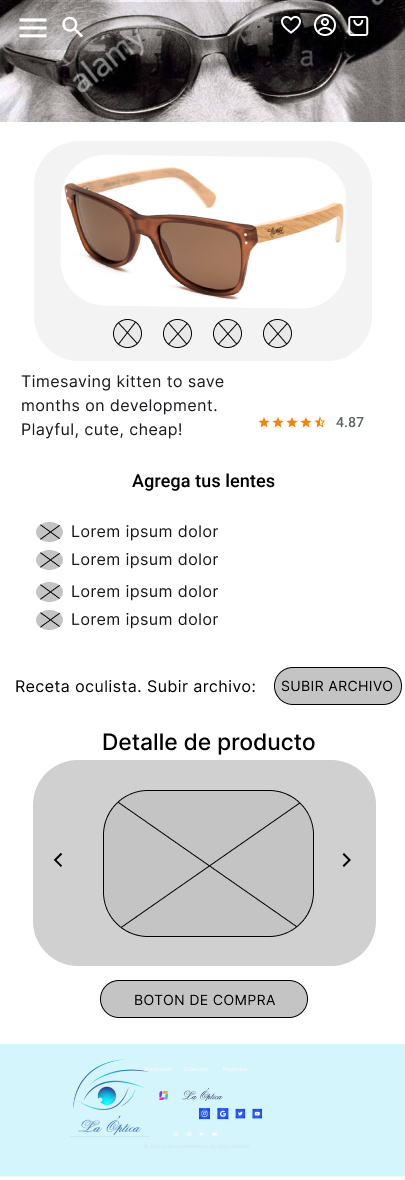 alamy
a
Timesaving kitten to save
months on development.
Playful, cute, cheap!
4.87
Agrega tus lentes
Lorem ipsum dolor
Lorem ipsum dolor
Lorem ipsum dolor
Lorem ipsum dolor
Receta oculista. Subir archivo:
SUBIR ARCHIVO
Detalle de producto
BOTON DE COMPRA
La Óptica
La Óptica